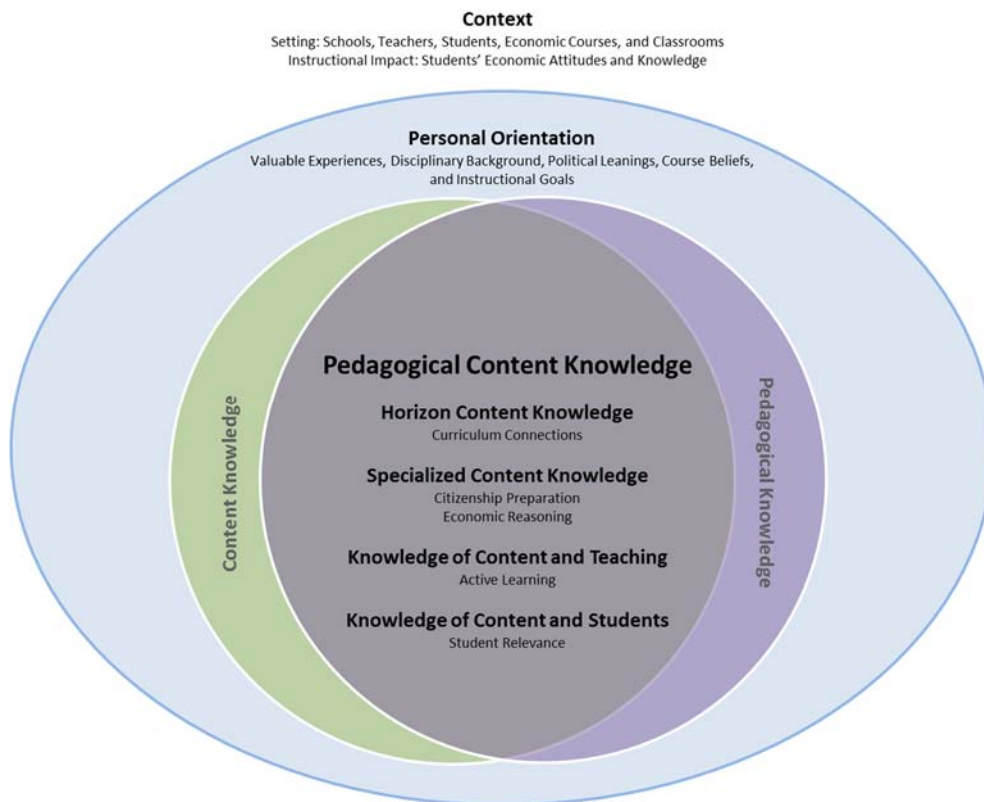 Context
Setting: Schools, Teachers, Students, Economic Courses, and Classrooms
Instructional Impact: Students’ Economic Attitudes and Knowledge
Personal Orientation
Valuable Experiences, Disciplinary Background, Political Leanings, Course Beliefs,
and Instructional Goals
Content Knowledge
Pedagogical Content Knowledge
Horizon Content Knowledge
Curriculum Connections
Specialized Content Knowledge
Citizenship Preparation
Economic Reasoning
Knowledge of Content and Teaching
Active Learning
Knowledge of Content and Students
Student Relevance
Pedagogical Knowledge